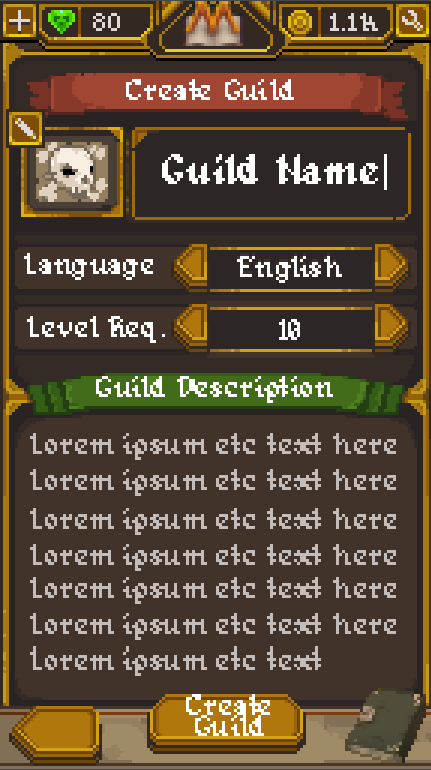 80
1.1k
Create Guild
Guild Name
Language
English
Level Req.
10
Guild Description
Lorem ipsum etc text here
Lorem ipsum etc text here
Lorem ipsum etc text here
Lorem ipsum etc text here
Lorem ipsum etc text here
Lorem ipsum etc text here
Lorem ipsum etc text
Create
Guild